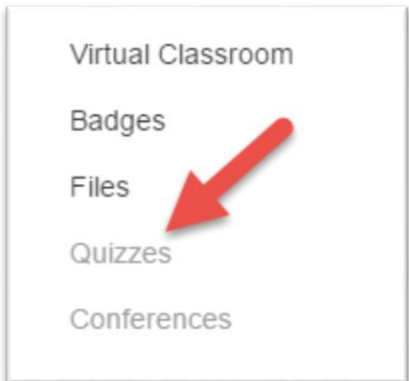 Virtual Classroom
Badges
Files
Quizzes
Conferences